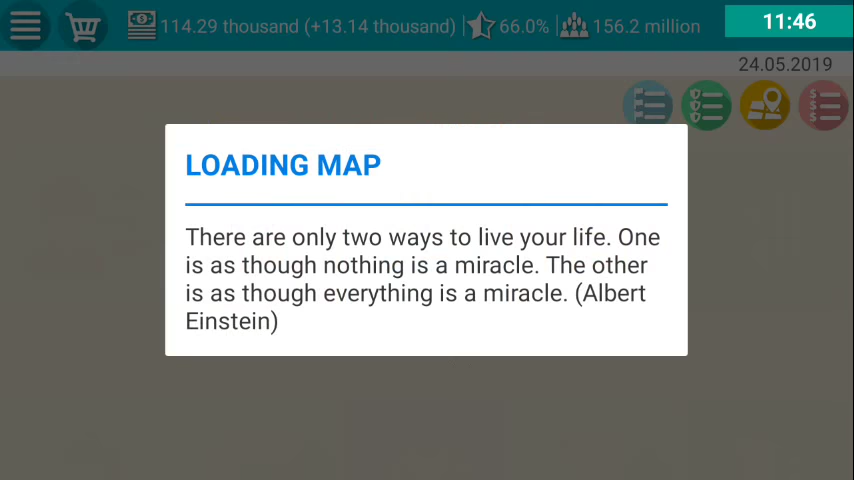 114.29 thousand (+13.14 thousand) 66.0% 156.2 million 11:46
24.05.2019
LOADING MAP
There are only two ways to live your life. One
is as though nothing is a miracle. The other
is as though everything is a miracle. (Albert
Einstein)